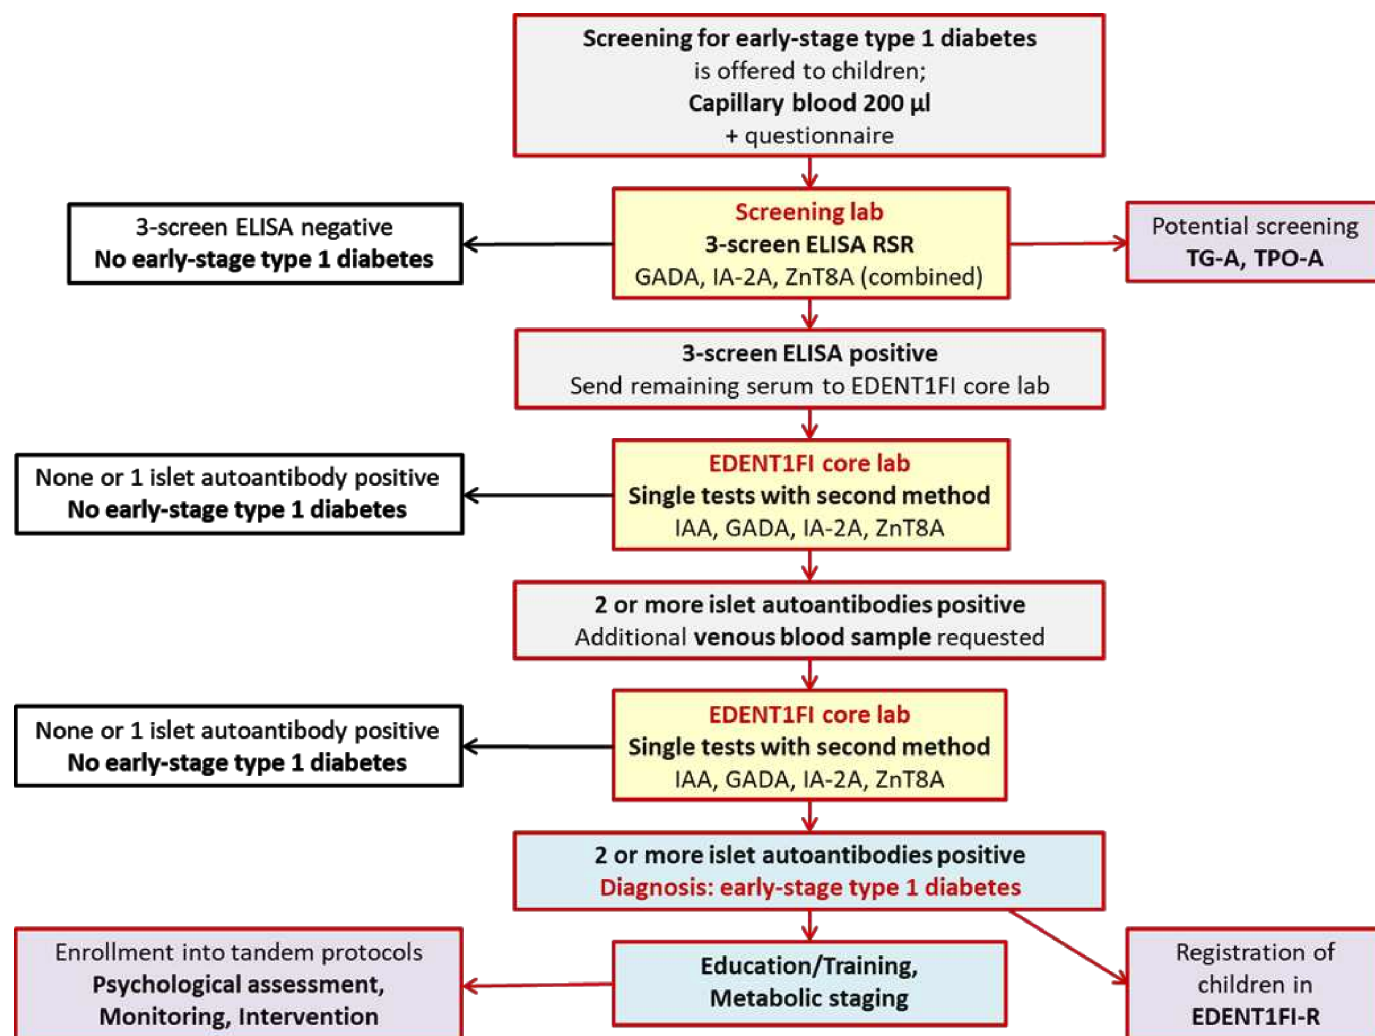 Screening for early-stage type 1 diabetes
is offered to children;
Capillary blood 200 µl
+ questionnaire
3-screen ELISA negative
No early-stage type 1 diabetes
Screening lab
3-screen ELISA RSR
GADA, IA-2A, ZnT8A (combined)
Potential screening
TG-A, TPO-A
3-screen ELISA positive
Send remaining serum to EDENT1FI core lab
None or 1 islet autoantibody positive
No early-stage type 1 diabetes
EDENT1FI core lab
Single tests with second method
IAA, GADA, IA-2A, ZnT8A
2 or more islet autoantibodies positive
Additional venous blood sample requested
None or 1 islet autoantibody positive
No early-stage type 1 diabetes
EDENT1FI core lab
Single tests with second method
IAA, GADA, IA-2A, ZnT8A
2 or more islet autoantibodies positive
Diagnosis: early-stage type 1 diabetes
Enrollment into tandem protocols
Psychological assessment,
Monitoring, Intervention
Education/Training,
Metabolic staging
Registration of
children in
EDENT1FI-R